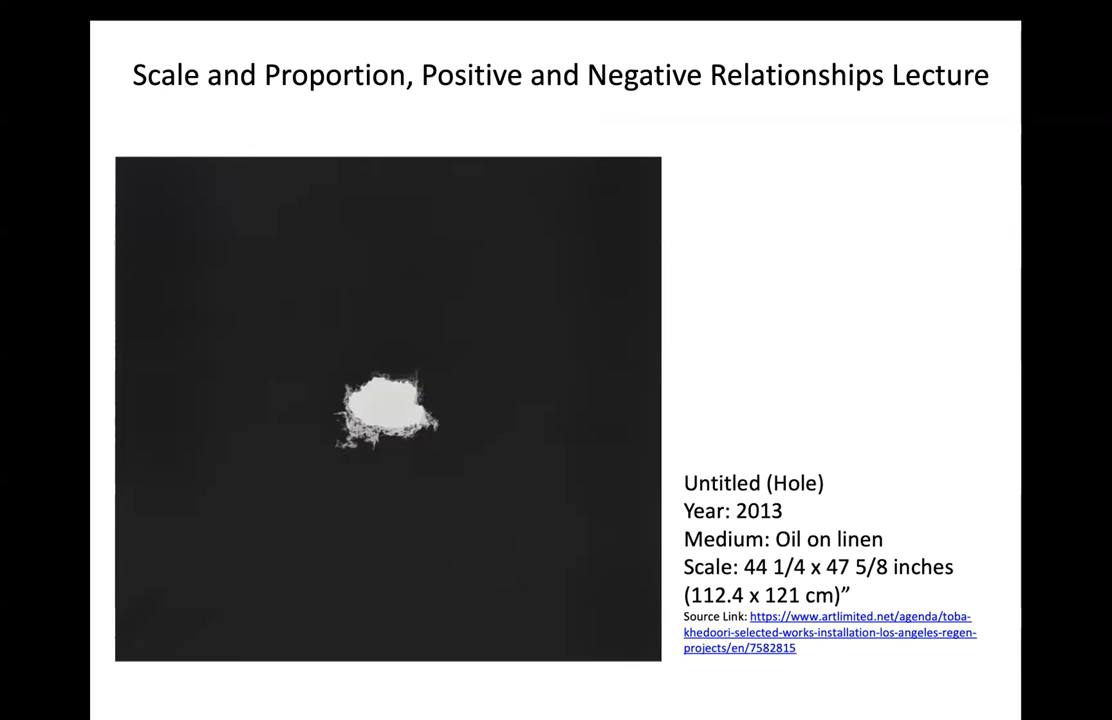 Scale and Proportion, Positive and Negative Relationships Lecture
Untitled (Hole)
Year: 2013
Medium: Oil on linen
Scale: 44 1/4 x 47 5/8 inches
(112.4 x 121 cm)”
Source Link: https://www.artlimited.net/agenda/toba-
khedoori-selected-works-installation-los-angeles-regen-
projects/en/7582815